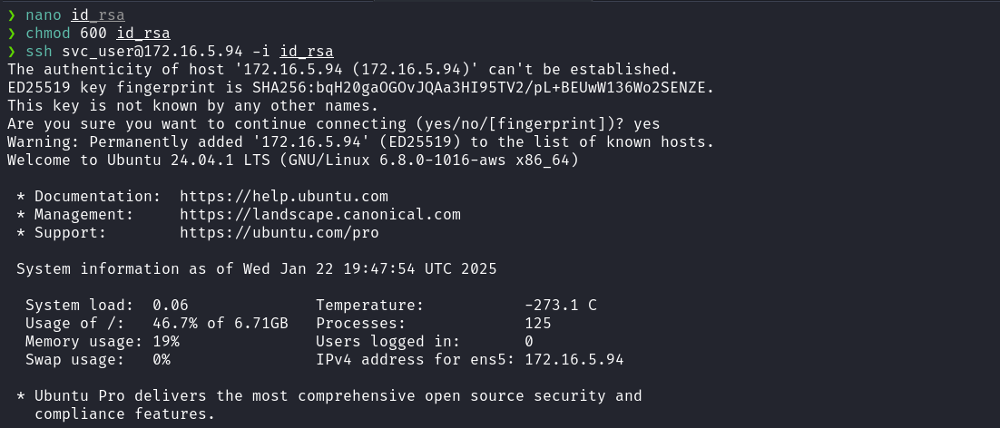 ❯ nano id_rsa
❯ chmod 600 id_rsa
❯ ssh svc_user@172.16.5.94 -i id_rsa
The authenticity of host '172.16.5.94 (172.16.5.94)' can't be established.
ED25519 key fingerprint is SHA256:bqH20gaOGOvJQAa3HI95TV2/pL+BEUwW136Wo2SENZE.
This key is not known by any other names.
Are you sure you want to continue connecting (yes/no/[fingerprint])? yes
Warning: Permanently added '172.16.5.94' (ED25519) to the list of known hosts.
Welcome to Ubuntu 24.04.1 LTS (GNU/Linux 6.8.0-1016-aws x86_64)
* Documentation: https://help.ubuntu.com
* Management: https://landscape.canonical.com
* Support: https://ubuntu.com/pro
System information as of Wed Jan 22 19:47:54 UTC 2025
System load: 0.06 Temperature: -273.1 C
Usage of /: 46.7% of 6.71GB Processes: 125
Memory usage: 19% Users logged in: 0
Swap usage: 0% IPv4 address for ens5: 172.16.5.94
* Ubuntu Pro delivers the most comprehensive open source security and
compliance features.